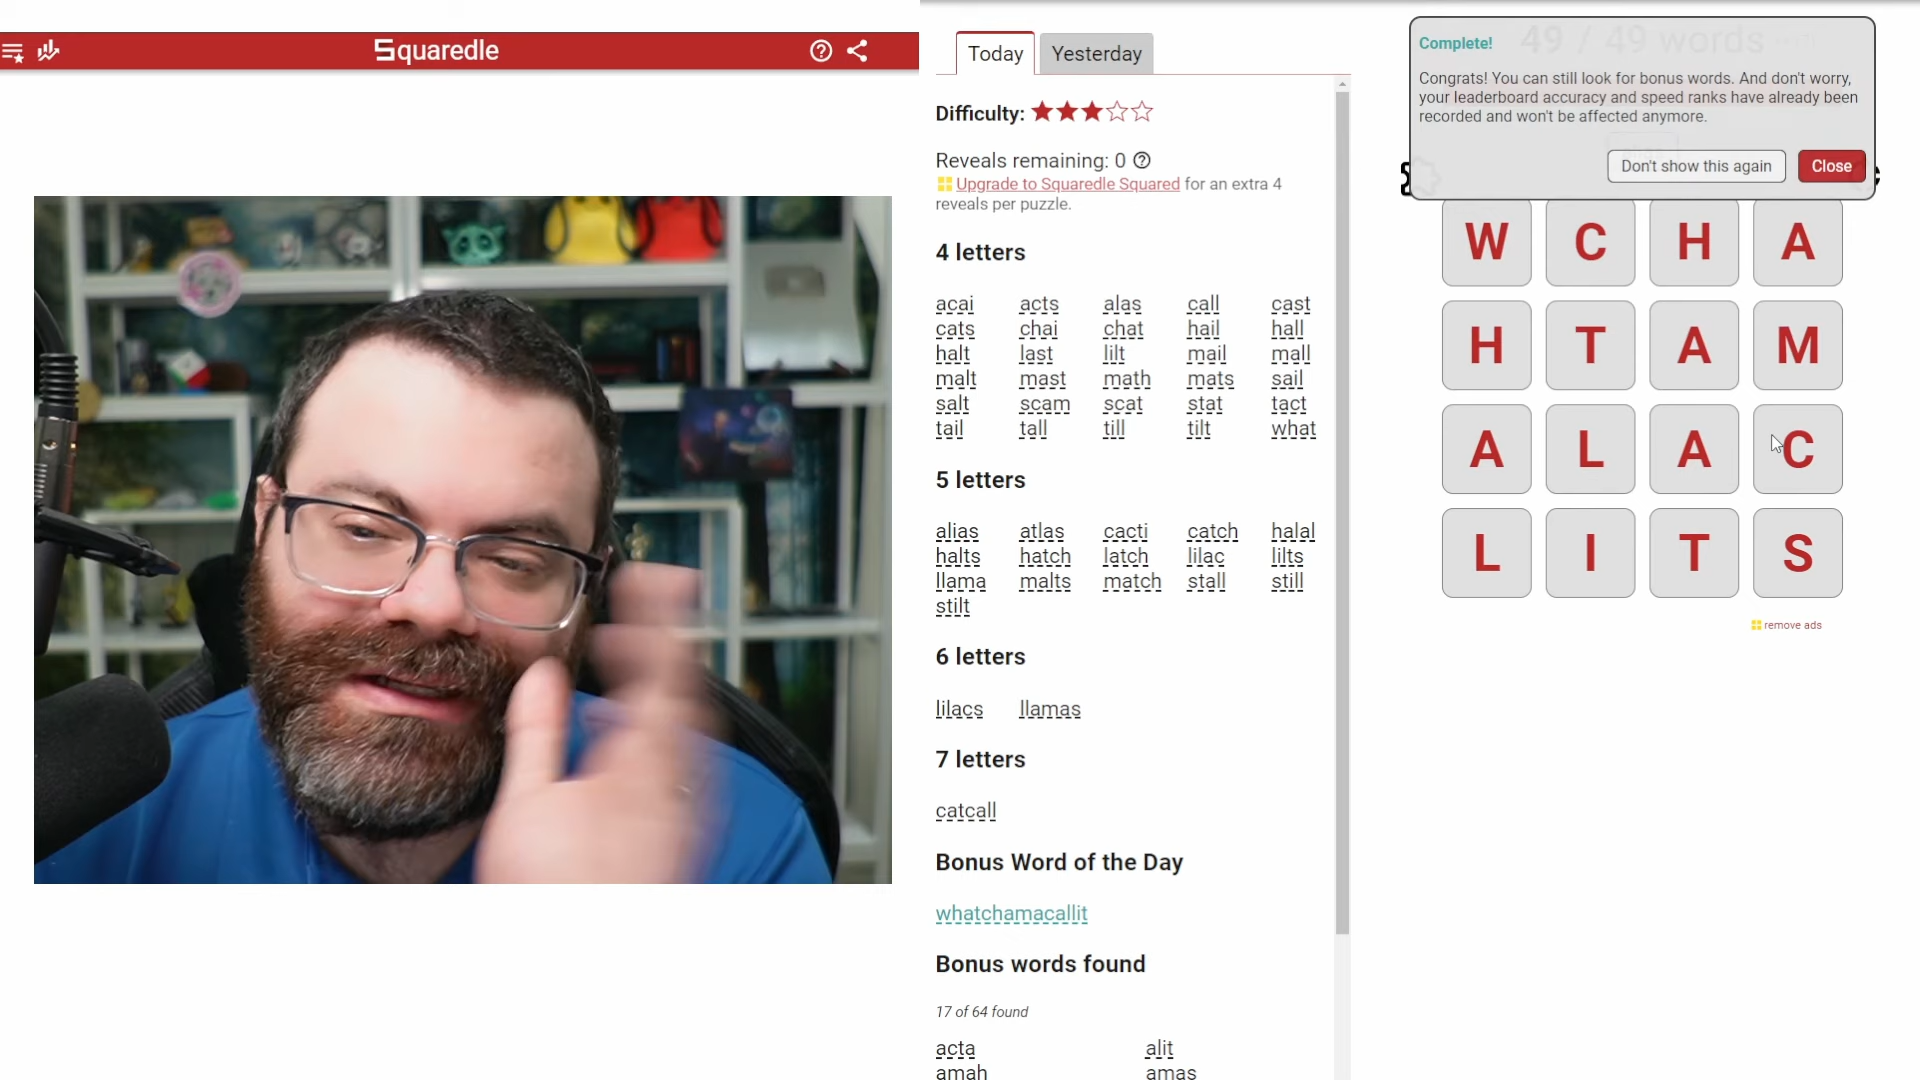 Squaredle
Today Yesterday
Difficulty:
Reveals remaining: 0
Upgrade to Squaredle Squared for an extra 4
reveals per puzzle.
4 letters
acai acts alas call cast
cats chai chat hail hall
halt last lilt mail mall
malt mast math mats sail
salt scam scat stat tact
tail tall till tilt what
5 letters
alias atlas cacti catch halal
halts hatch latch lilac lilts
llama malts match stall still
stilt
6 letters
lilacs llamas
7 letters
catcall
Bonus Word of the Day
whatchamacallit
Bonus words found
17 of 64 found
acta alit
amah amas
49 / 49 words
Complete!
Congrats! You can still look for bonus words. And don't worry,
your leaderboard accuracy and speed ranks have already been
recorded and won't be affected anymore.
Don't show this again Close
W C H A
H T A M
A L A C
L I T S
remove ads